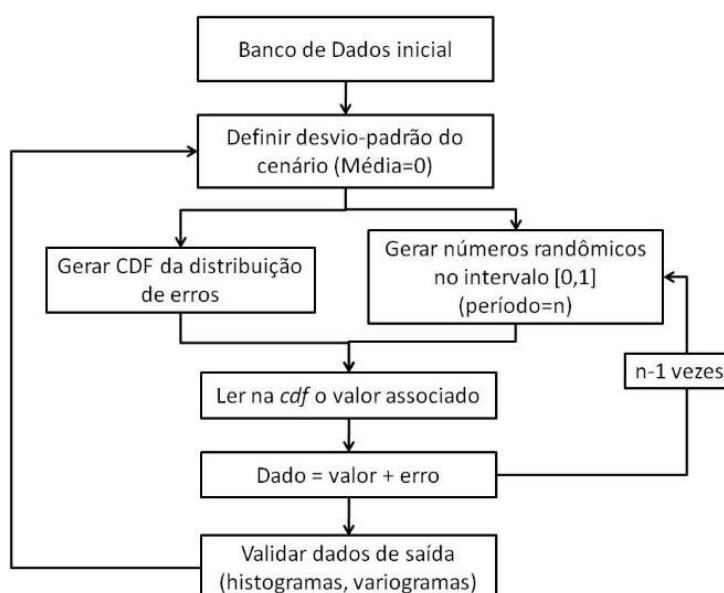 Banco de Dados inicial
Definir desvio-padrão do
cenário (Média=0)
Gerar CDF da distribuição
de erros
Gerar números randômicos
no intervalo [0,1]
(período=n)
n-1 vezes
Ler na cdf o valor associado
Dado = valor + erro
Validar dados de saída
(histogramas, variogramas)